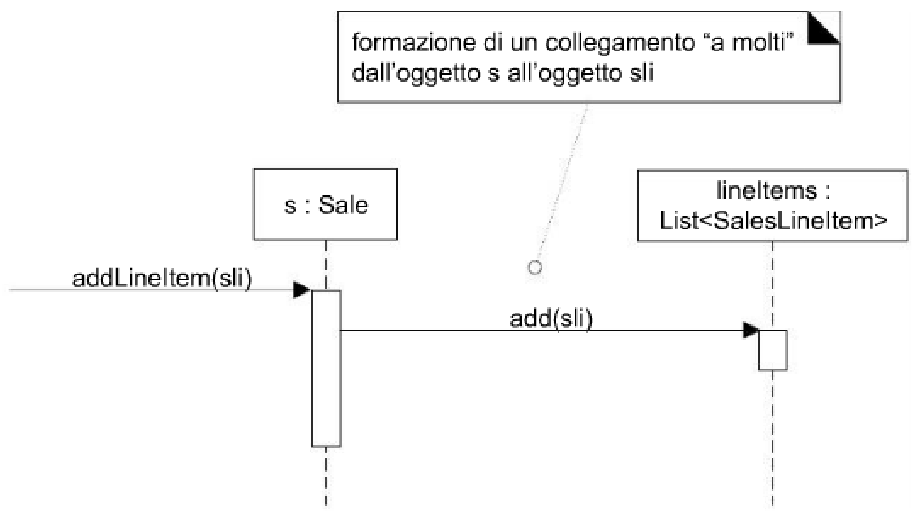 formazione di un collegamento “a molti”
dall'oggetto s all'oggetto sli
s : Sale
lineItems :
List<SalesLineItem>
addLineItem(sli)
add(sli)